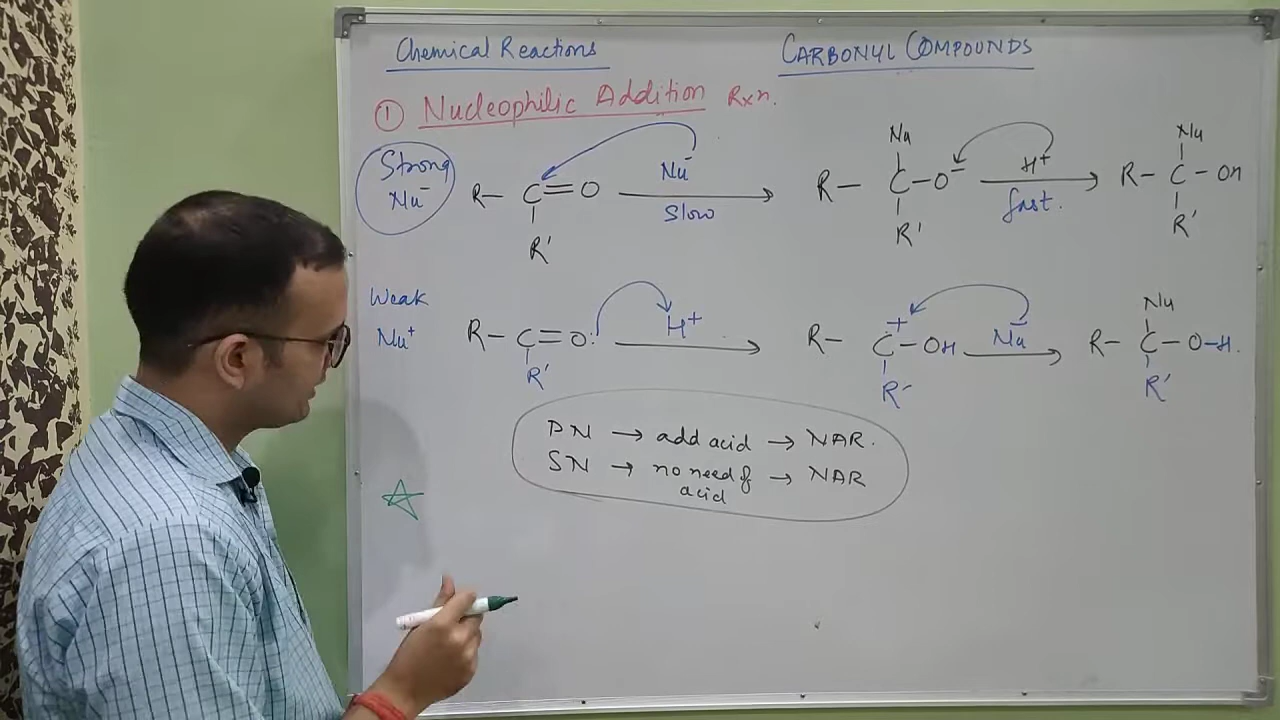 Chemical Reactions
CARBONYL COMPOUNDS
① Nucleophilic Addition Rxn.
Strong
Nu⁻
R–C=O
R'
Nu⁻
Slow
Nu
R–C–O⁻
R'
H⁺
fast.
Nu
R–C–OH
R'
Weak
Nu⁺
R–C=O:
R'
H⁺
R–C⁺–OH
R'
Nu⁻
Nu
R–C–O–H.
R'
PN → add acid → NAR.
SN → no need of acid → NAR